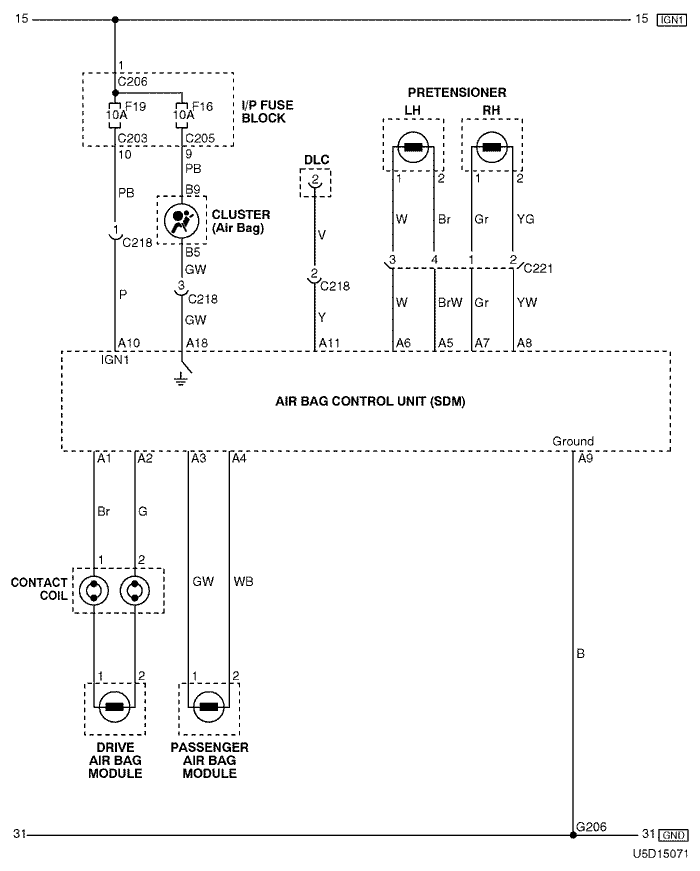 15
15 IGN1
1
C206
F19
10A
F16
10A
I/P FUSE
BLOCK
C203
C205
10
9
PB
PB
B9
CLUSTER
(Air Bag)
B5
GW
1
C218
3
C218
P
GW
DLC
2
V
2
C218
Y
PRETENSIONER
LH
RH
1
2
1
2
W
Br
Gr
YG
3
4
1
2
C221
W
BrW
Gr
YW
A10
A18
A11
A6
A5
A7
A8
IGN1
AIR BAG CONTROL UNIT (SDM)
Ground
A1
A2
A3
A4
A9
Br
G
1
2
CONTACT
COIL
GW
WB
B
1
2
1
2
DRIVE
AIR BAG
MODULE
PASSENGER
AIR BAG
MODULE
G206
31
31 GND
U5D15071